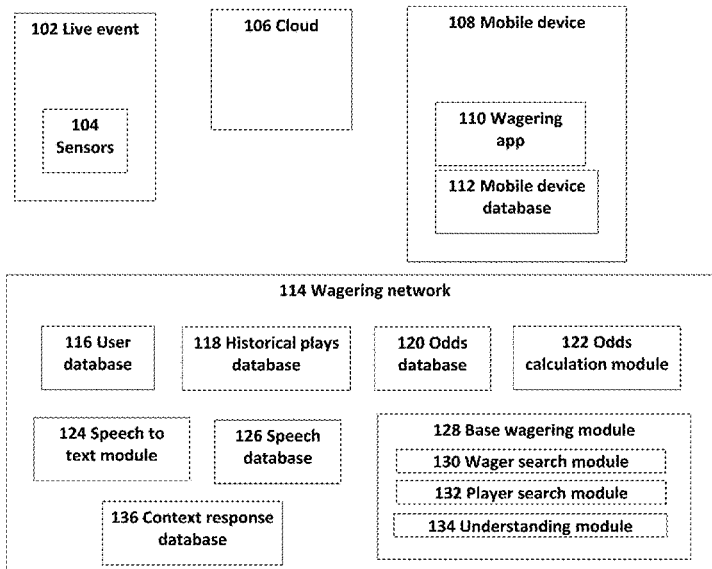 102 Live event
106 Cloud
108 Mobile device
104
Sensors
110 Wagering
app
112 Mobile device
database
114 Wagering network
116 User
database
118 Historical plays
database
120 Odds
database
122 Odds
calculation module
124 Speech to
text module
126 Speech
database
128 Base wagering module
130 Wager search module
132 Player search module
134 Understanding module
136 Context response
database